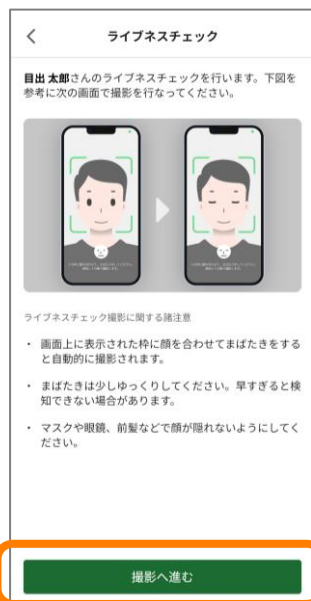 ライブネスチェック
目出 太郎さんのライブネスチェックを行います。下図を
参考に次の画面で撮影を行なってください。
ライブネスチェック撮影に関する諸注意
・ 画面上に表示された枠に顔を合わせてまばたきをする
と自動的に撮影されます。
・ まばたきは少しゆっくりしてください。早すぎると検
知できない場合があります。
・ マスクや眼鏡、前髪などで顔が隠れないようにしてく
ださい。
撮影へ進む